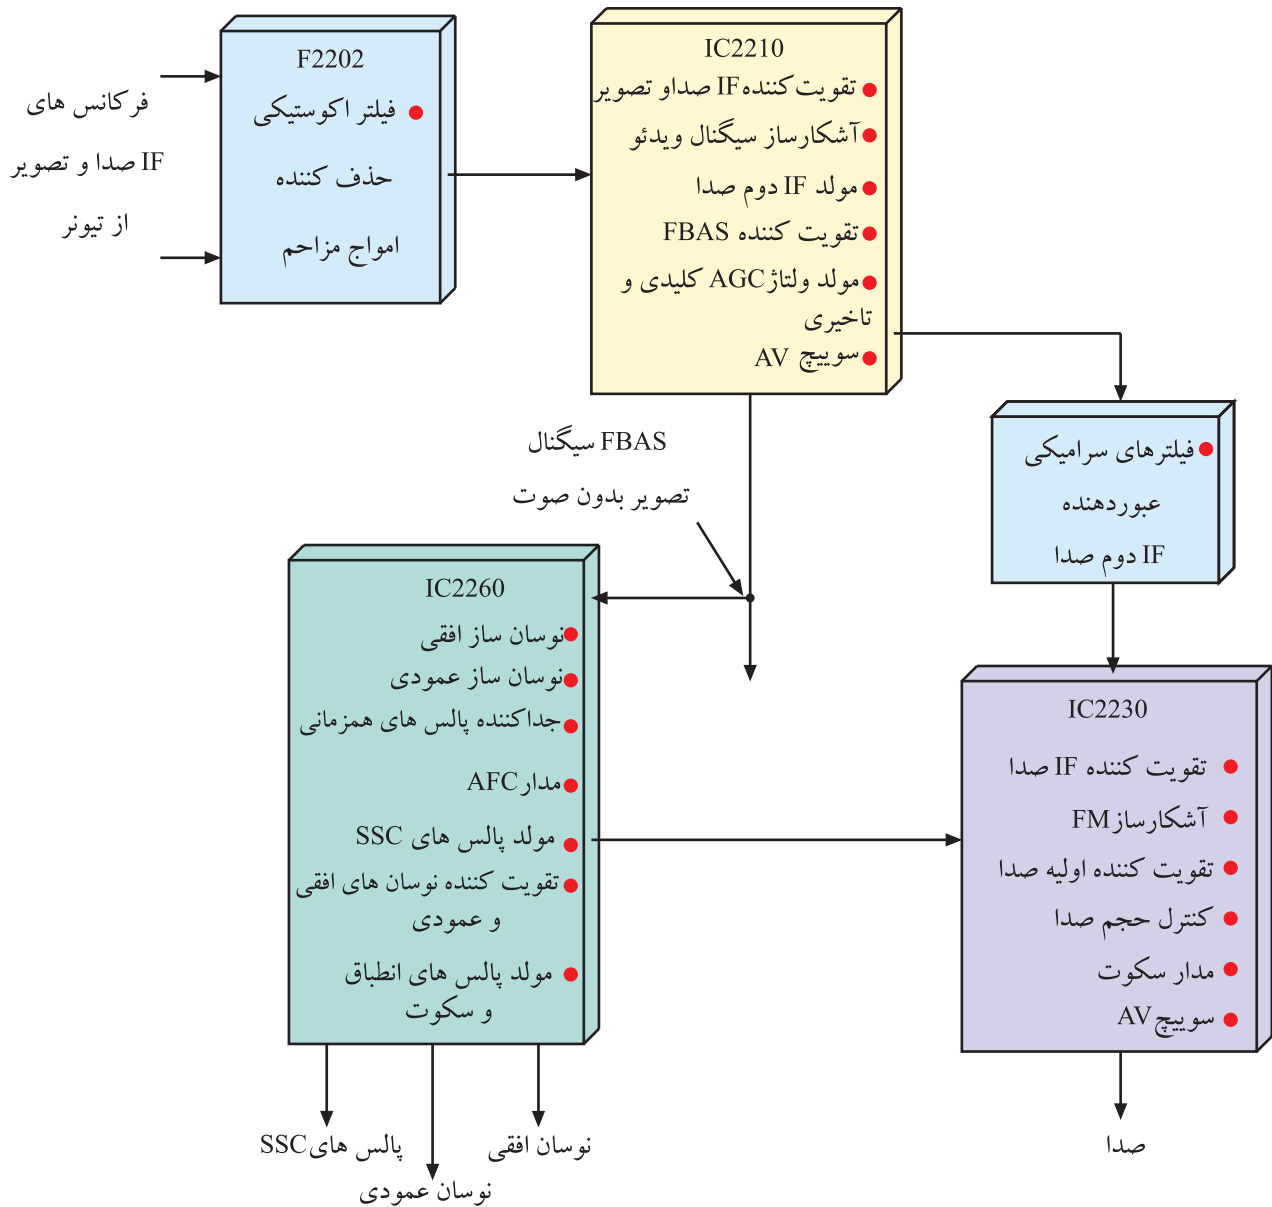 F2202
فیلتر اکوستیکی
حذف کننده
امواج مزاحم
فرکانس های
IF صدا و تصویر
از تیونر
IC2210
تقویت‌کننده IF صداو تصویر
آشکارساز سیگنال ویدئو
مولد IF دوم صدا
تقویت کننده FBAS
مولد ولتاژ AGC کلیدی و
تاخیری
سوییچ AV
فیلترهای سرامیکی
عبوردهنده
IF دوم صدا
سیگنال FBAS
تصویر بدون صوت
IC2260
نوسان ساز افقی
نوسان ساز عمودی
جداکننده پالس های همزمانی
مدار AFC
مولد پالس های SSC
تقویت کننده نوسان های افقی
و عمودی
مولد پالس های انطباق
و سکوت
IC2230
تقویت کننده IF صدا
آشکارساز FM
تقویت کننده اولیه صدا
کنترل حجم صدا
مدار سکوت
سوییچ AV
صدا
نوسان افقی
پالس های SSC
نوسان عمودی